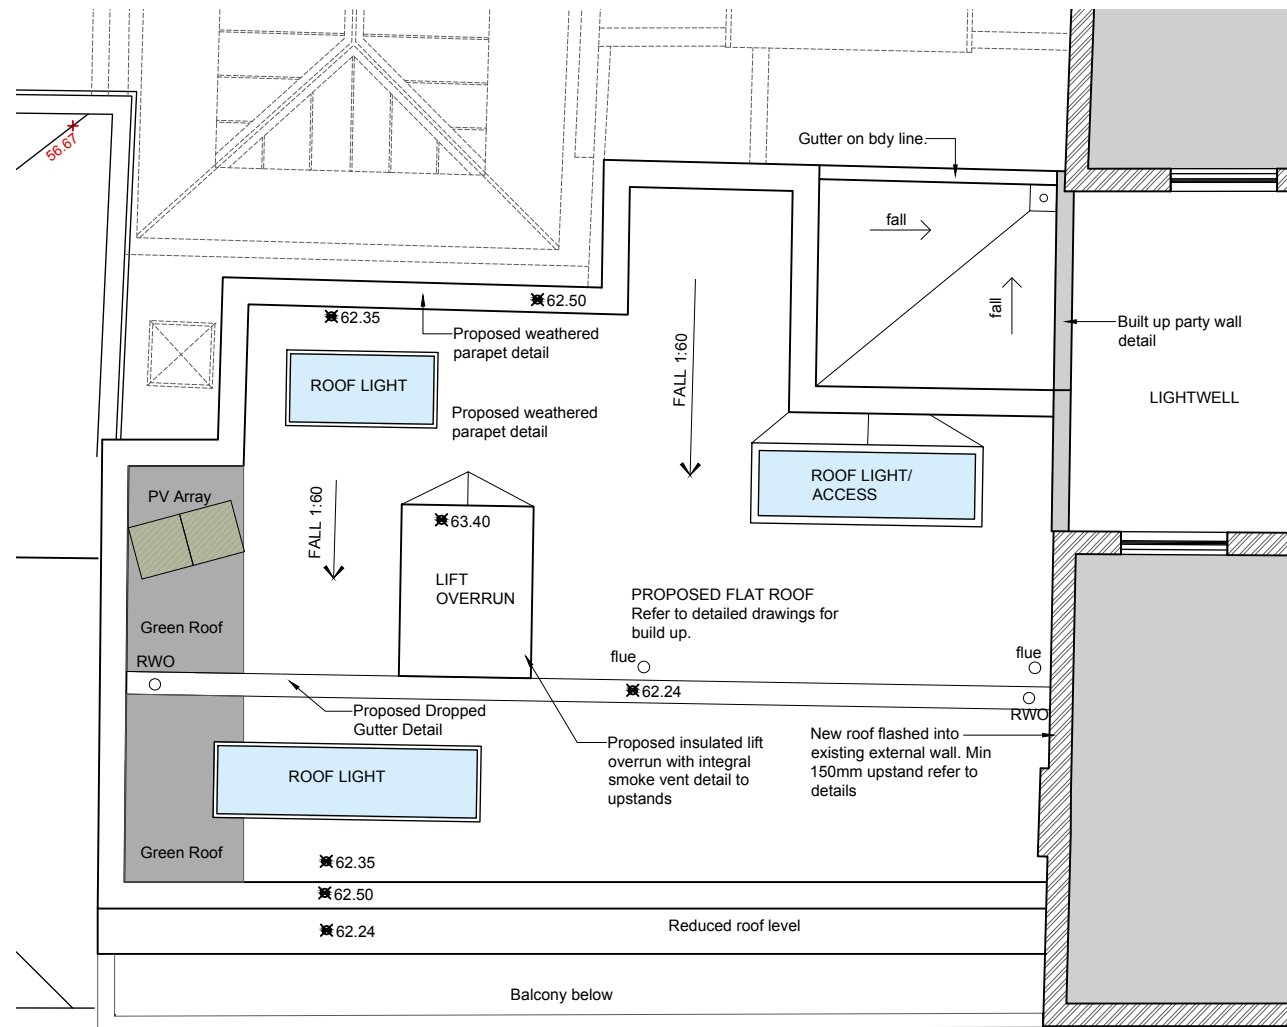 56.67
Gutter on bdy line.
fall
fall
62.50
62.35
Proposed weathered
parapet detail
Built up party wall
detail
FALL 1:60
ROOF LIGHT
LIGHTWELL
Proposed weathered
parapet detail
ROOF LIGHT/
ACCESS
PV Array
FALL 1:60
63.40
LIFT
OVERRUN
PROPOSED FLAT ROOF
Refer to detailed drawings for
build up.
Green Roof
RWO
flue
flue
62.24
RWO
Proposed Dropped
Gutter Detail
Proposed insulated lift
overrun with integral
smoke vent detail to
upstands
New roof flashed into
existing external wall. Min
150mm upstand refer to
details
ROOF LIGHT
Green Roof
62.35
62.50
62.24
Reduced roof level
Balcony below